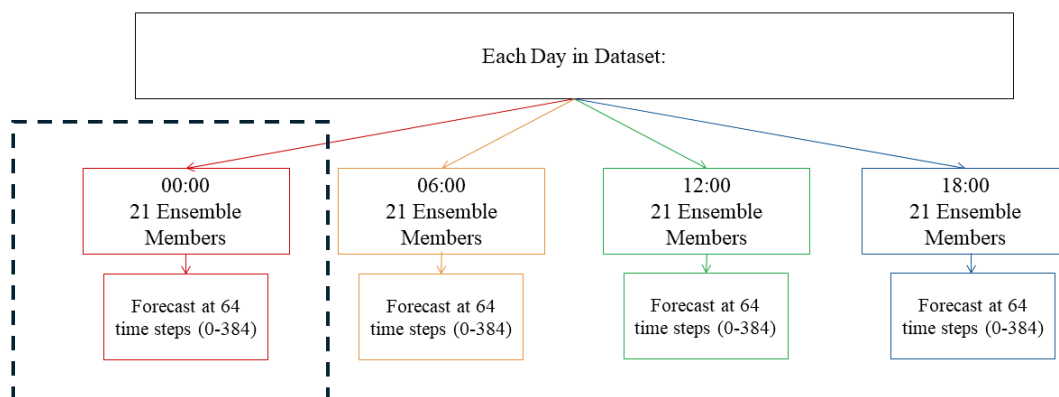 Each Day in Dataset:
00:00
21 Ensemble
Members
06:00
21 Ensemble
Members
12:00
21 Ensemble
Members
18:00
21 Ensemble
Members
Forecast at 64
time steps (0-384)
Forecast at 64
time steps (0-384)
Forecast at 64
time steps (0-384)
Forecast at 64
time steps (0-384)